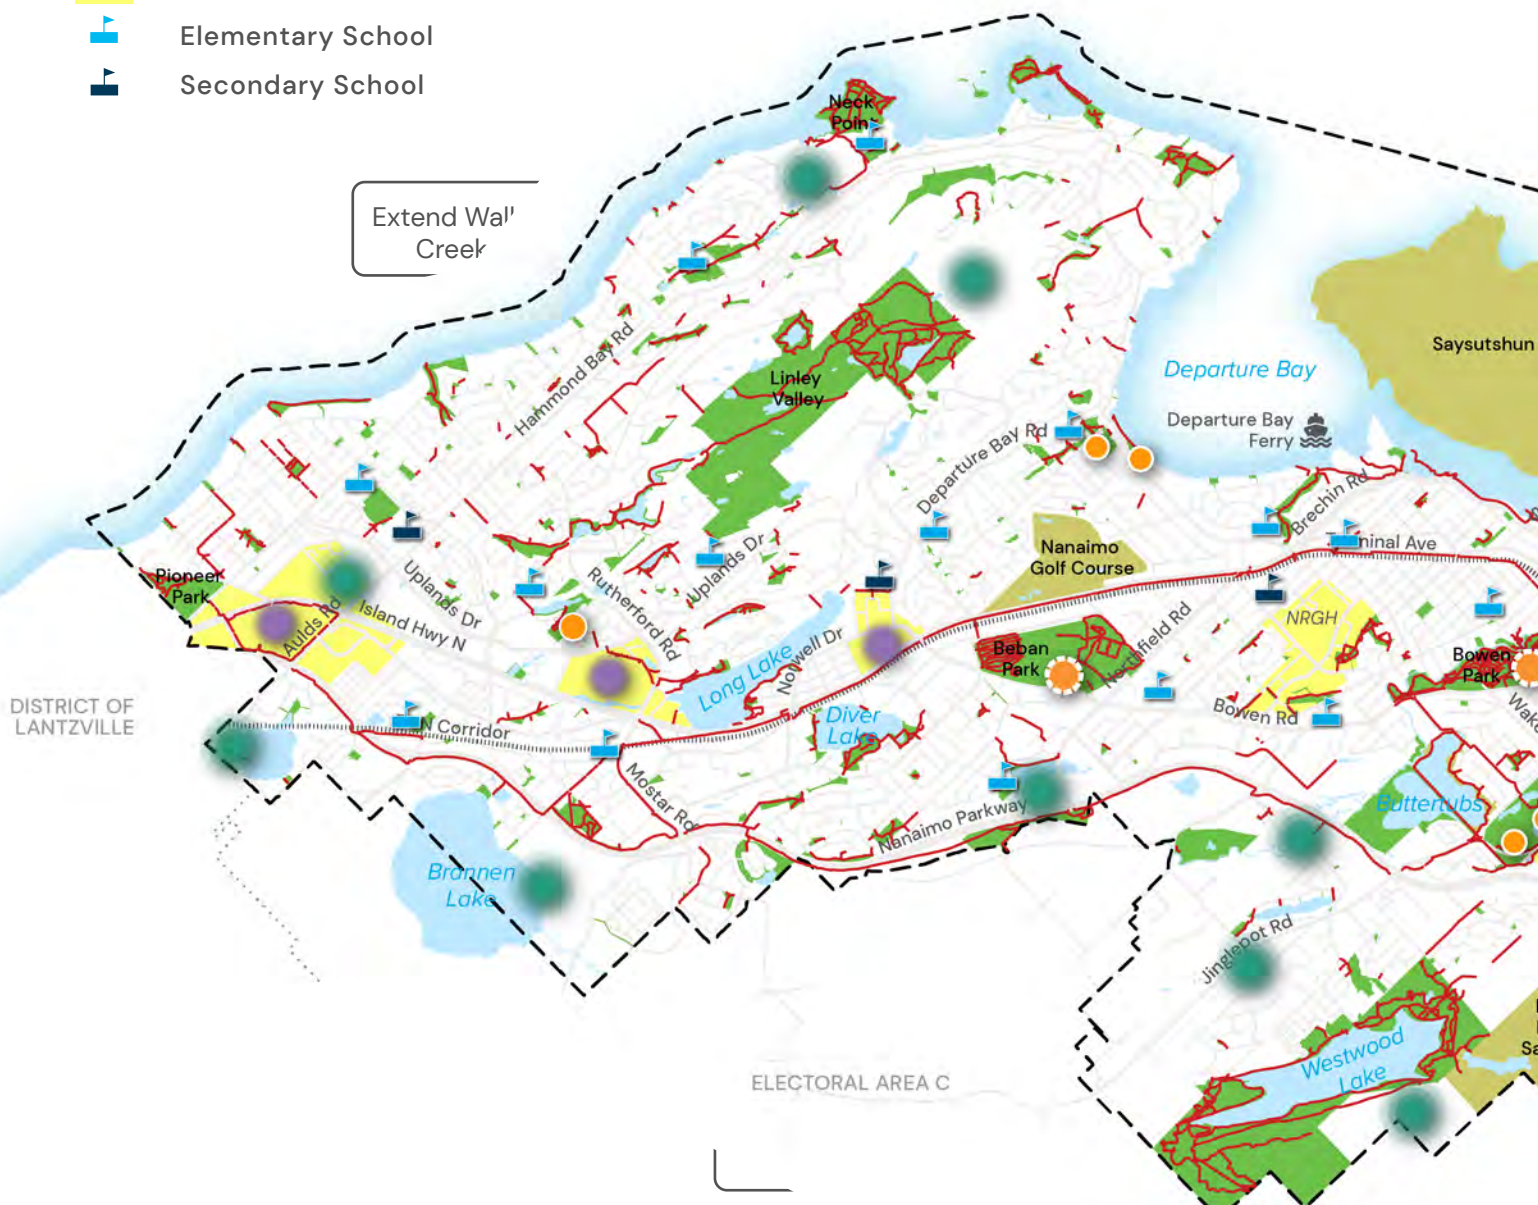 Elementary School
Secondary School
Extend
Neck
Point
Saysutshun
Hammond Bay Rd
Departure Bay
Linley
Valley
Departure Bay
Ferry
Departure Bay Rd
Brechin Rd
Ave
Nanaimo
Golf Course
Uplands Dr
Pioneer
Park
Uplands Dr
Rutherford Rd
Aulds Rd
Island Hwy N
NRGH
Northfield Rd
Norwell Dr
Long Lake
Beban
Park
Bowen
Park
DISTRICT OF
LANTZVILLE
N Corridor
Diver
Lake
Bowen Rd
Mostar Rd
Nanaimo Parkway
Buttertubs
Brannen
Lake
Jinglepot Rd
Westwood
Lake
ELECTORAL AREA C